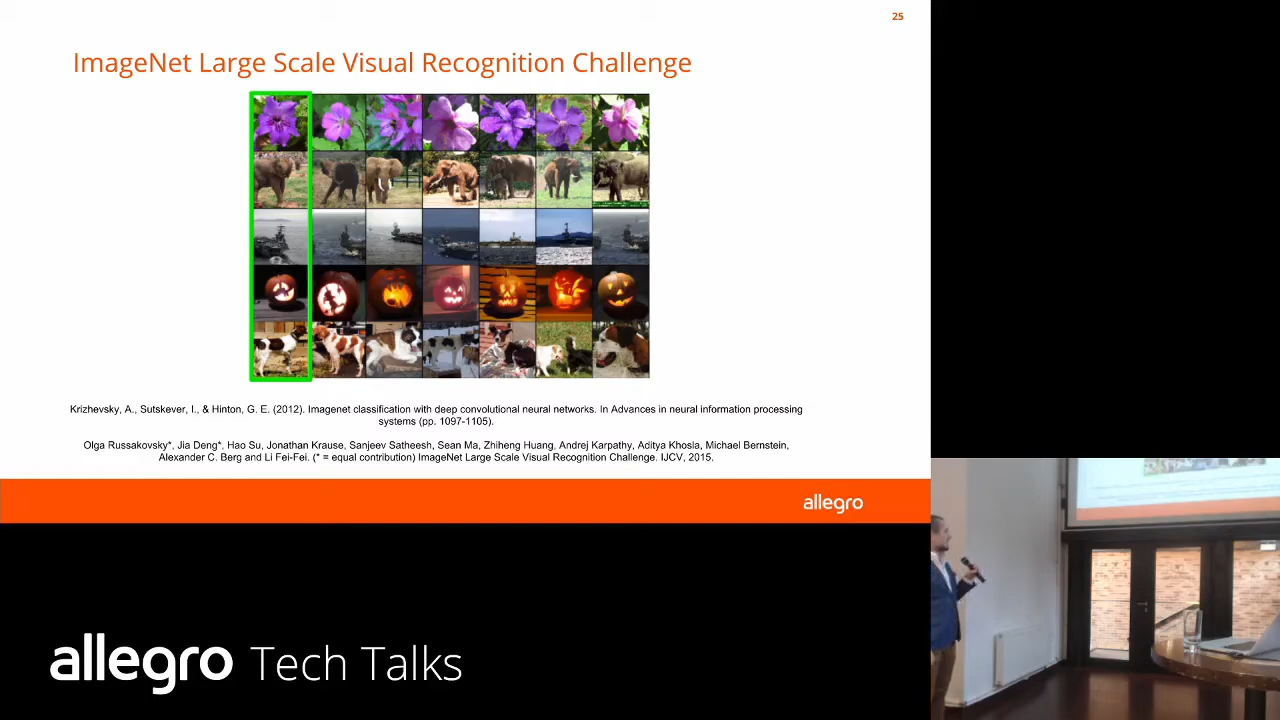 25
ImageNet Large Scale Visual Recognition Challenge
Krizhevsky, A., Sutskever, I., & Hinton, G. E. (2012). Imagenet classification with deep convolutional neural networks. In Advances in neural information processing
systems (pp. 1097-1105).
Olga Russakovsky*, Jia Deng*, Hao Su, Jonathan Krause, Sanjeev Satheesh, Sean Ma, Zhiheng Huang, Andrej Karpathy, Aditya Khosla, Michael Bernstein,
Alexander C. Berg and Li Fei-Fei. (* = equal contribution) ImageNet Large Scale Visual Recognition Challenge. IJCV, 2015.
allegro
allegro Tech Talks